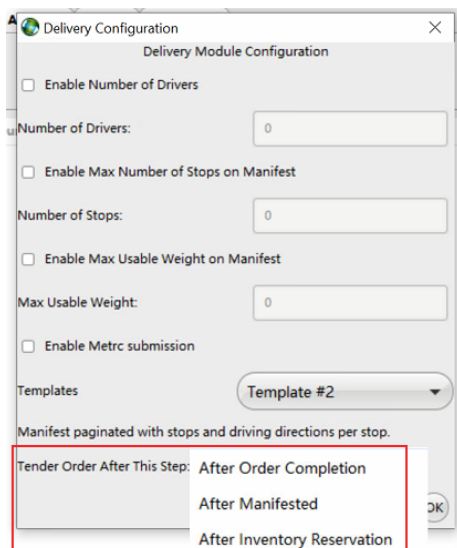 Delivery Configuration
Delivery Module Configuration
Enable Number of Drivers
Number of Drivers: 0
Enable Max Number of Stops on Manifest
Number of Stops: 0
Enable Max Usable Weight on Manifest
Max Usable Weight: 0
Enable Metrc submission
Templates Template #2
Manifest paginated with stops and driving directions per stop.
Tender Order After This Step: After Order Completion
After Manifested
OK
After Inventory Reservation